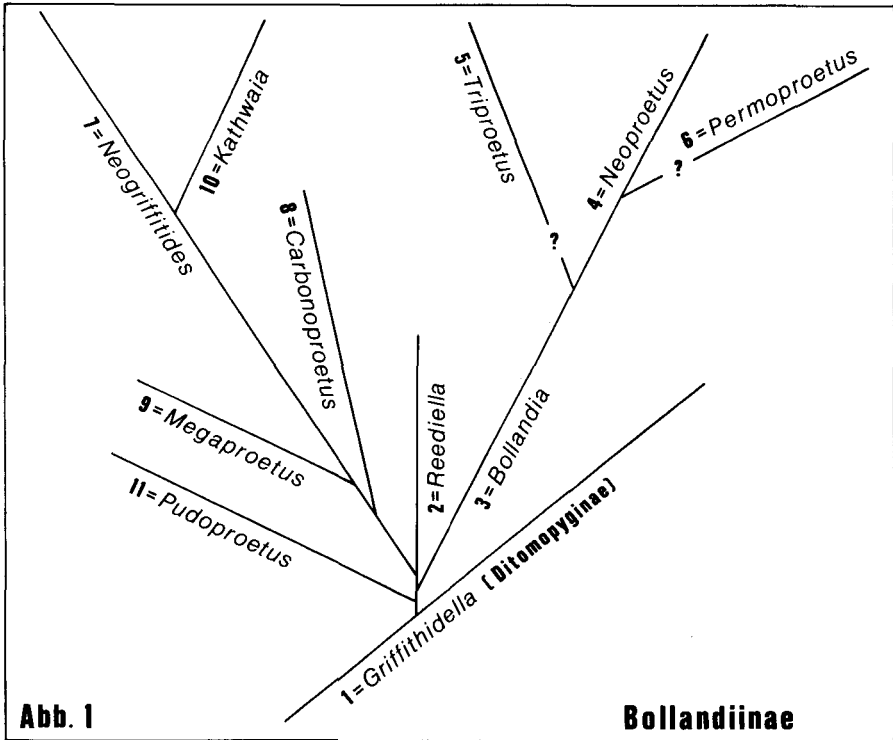 7=Neogriffitides
10=Kathwaia
5=Triproetus
?
4=Neoproetus
6=Permoproetus
?
8=Carbonoproetus
9=Megaproetus
11=Pudoproetus
2=Reediella
3=Bollandia
1=Griffithidella (Ditomopyginae)
Abb. 1
Bollandiinae